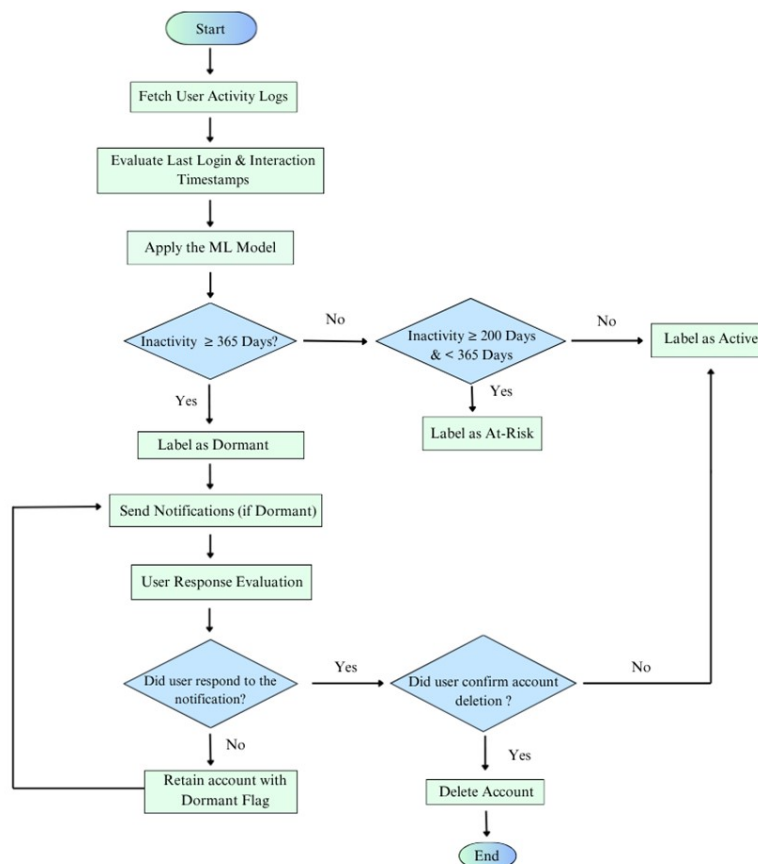 Start
Fetch User Activity Logs
Evaluate Last Login & Interaction
Timestamps
Apply the ML Model
Inactivity ≥ 365 Days?
No
Inactivity ≥ 200 Days
& < 365 Days
No
Label as Active
Yes
Yes
Label as At-Risk
Label as Dormant
Send Notifications (if Dormant)
User Response Evaluation
Did user respond to the
notification?
Yes
Did user confirm account
deletion ?
No
No
Yes
Retain account with
Dormant Flag
Delete Account
End